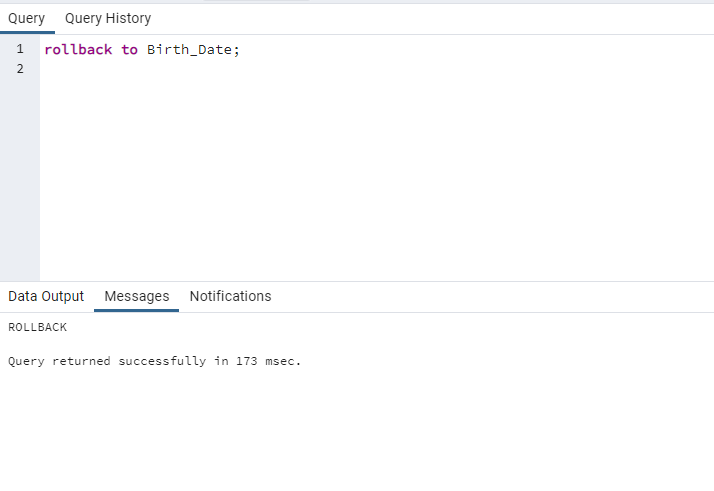 Query Query History
1 rollback to Birth_Date;
2
Data Output Messages Notifications
ROLLBACK
Query returned successfully in 173 msec.